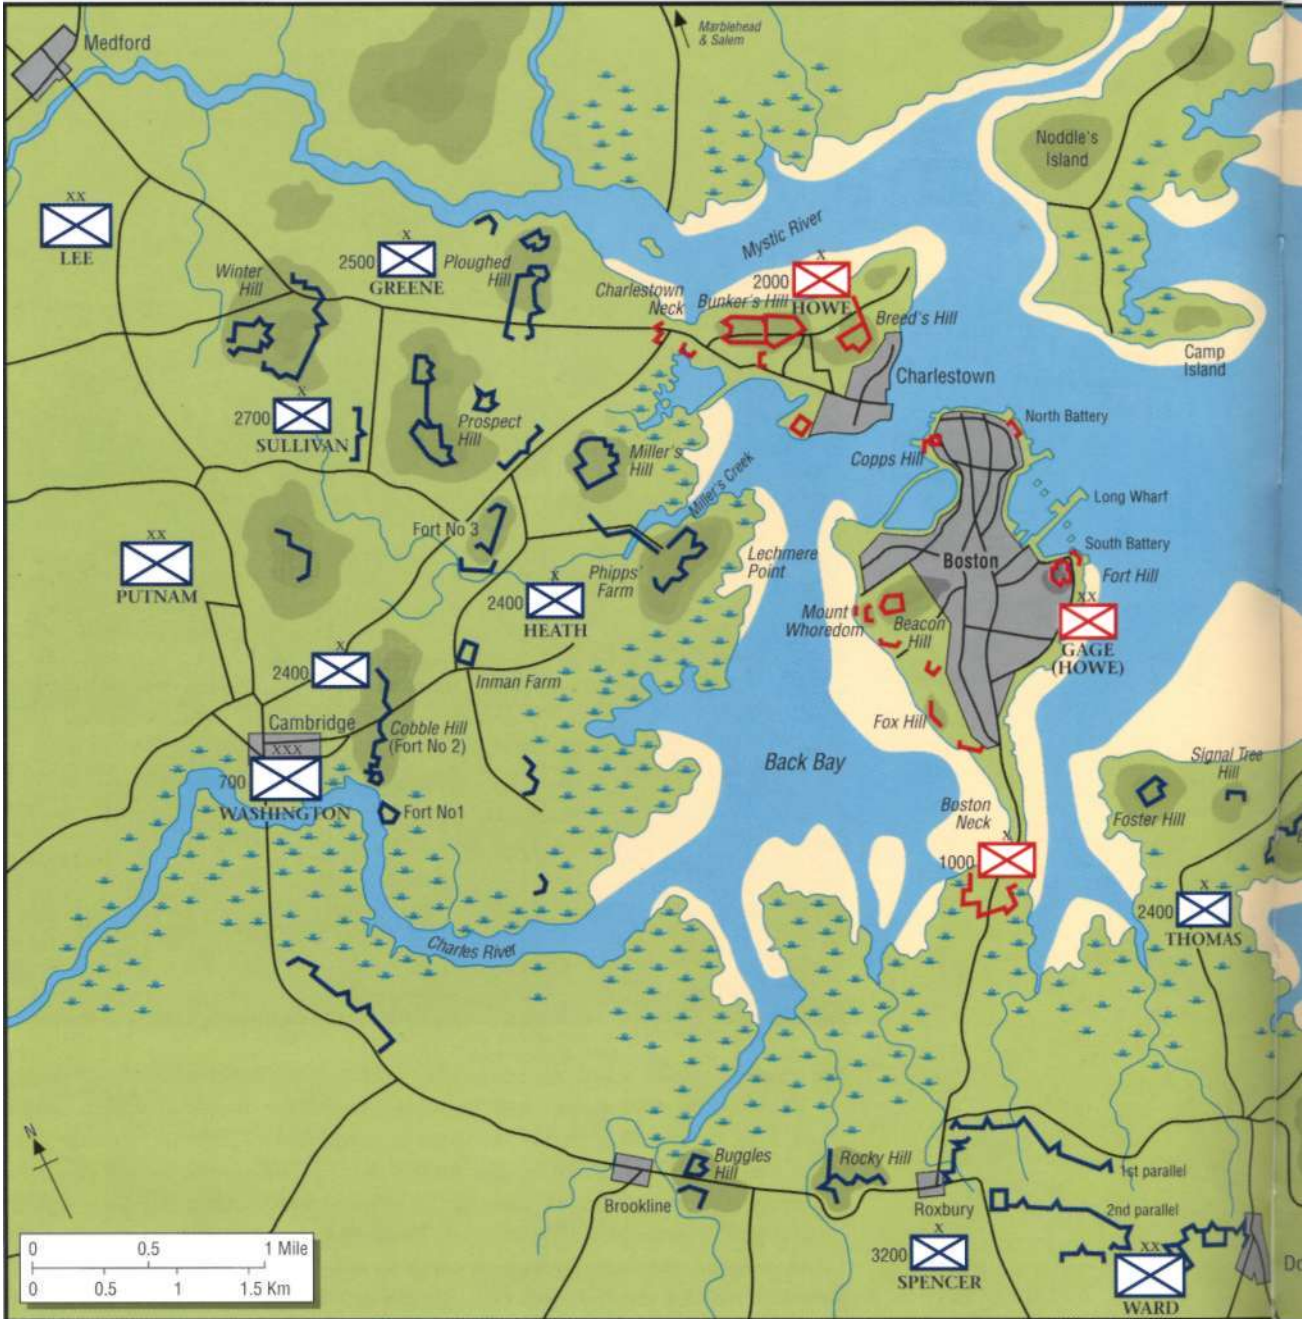 Medford
Marblehead
& Salem
Noddle's
Island
XX
LEE
X
2500
GREENE
Ploughed
Hill
Winter
Hill
Mystic River
Charlestown
Neck
Bunker's Hill
X
2000
HOWE
Breed's Hill
Camp
Island
Charlestown
X
2700
SULLIVAN
Prospect
Hill
Miller's
Hill
Miller's Creek
North Battery
Copps Hill
Long Wharf
Fort No 3
XX
PUTNAM
X
2400
HEATH
Phipps'
Farm
Lechmere
Point
Boston
South Battery
Fort Hill
Mount
Whoredom
Beacon
Hill
XX
GAGE
(HOWE)
X
2400
Inman Farm
Cambridge
Cobble Hill
(Fort No 2)
Fox Hill
XXX
700
WASHINGTON
Fort No1
Back Bay
Signal Tree
Hill
Foster Hill
Boston
Neck
X
1000
X
2400
THOMAS
Charles River
N
Buggles
Hill
Rocky Hill
1st parallel
Brookline
Roxbury
2nd parallel
X
3200
SPENCER
XX
WARD
Do
0 0.5 1 Mile
0 0.5 1 1.5 Km